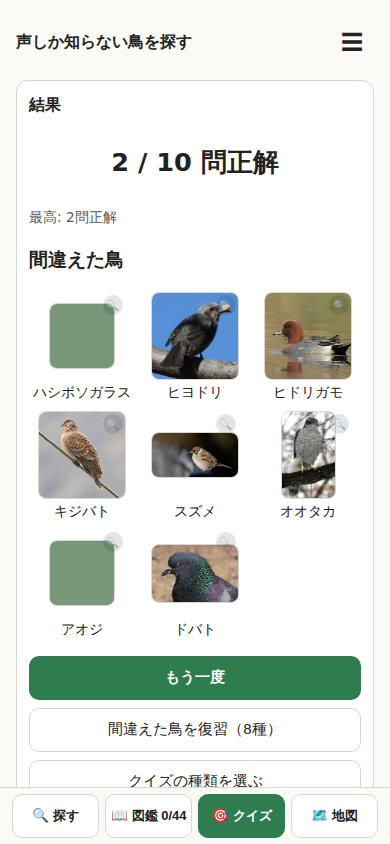 声しか知らない鳥を探す
☰
結果
2 / 10 問正解
最高: 2問正解
間違えた鳥
ハシボソガラス
ヒヨドリ
ヒドリガモ
キジバト
スズメ
オオタカ
アオジ
ドバト
もう一度
間違えた鳥を復習（8種）
クイズの種類を選ぶ
🔍 探す
📖 図鑑 0/44
🎯 クイズ
🗺️ 地図